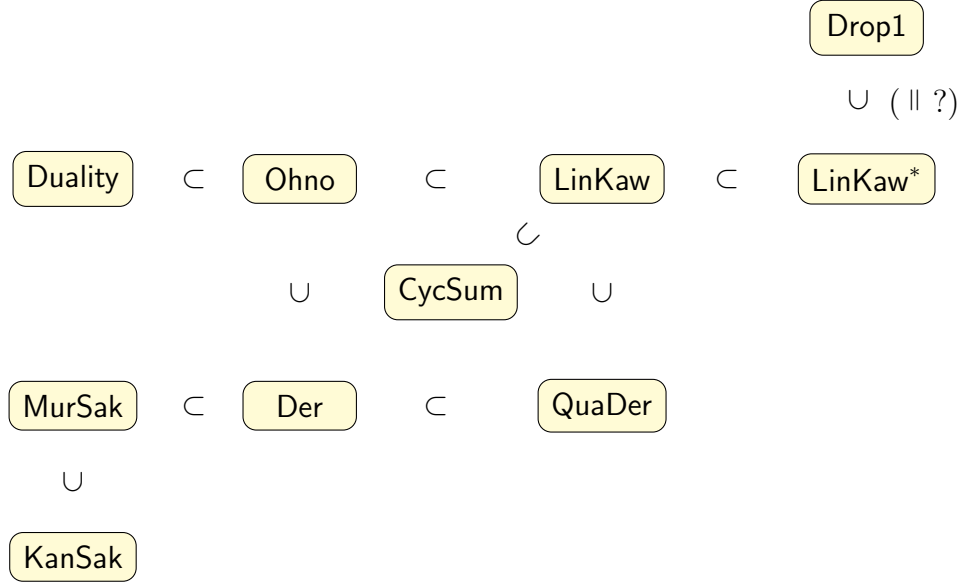 Drop1
∪ ( ॥ ?)
Duality ⊂ Ohno ⊂ LinKaw ⊂ LinKaw*
∪
∪ CycSum ∪
MurSak ⊂ Der ⊂ QuaDer
∪
KanSak